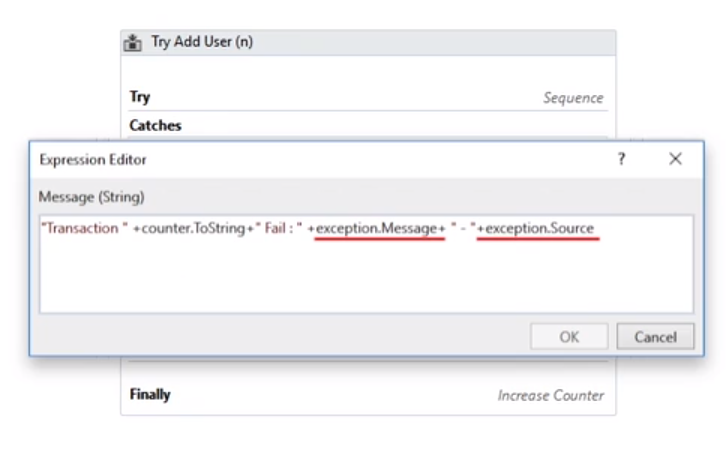 Try Add User (n)
Try Sequence
Catches
Expression Editor ? ×
Message (String)
"Transaction " +counter.ToString+" Fail : " +exception.Message+ " - "+exception.Source
OK Cancel
Finally Increase Counter